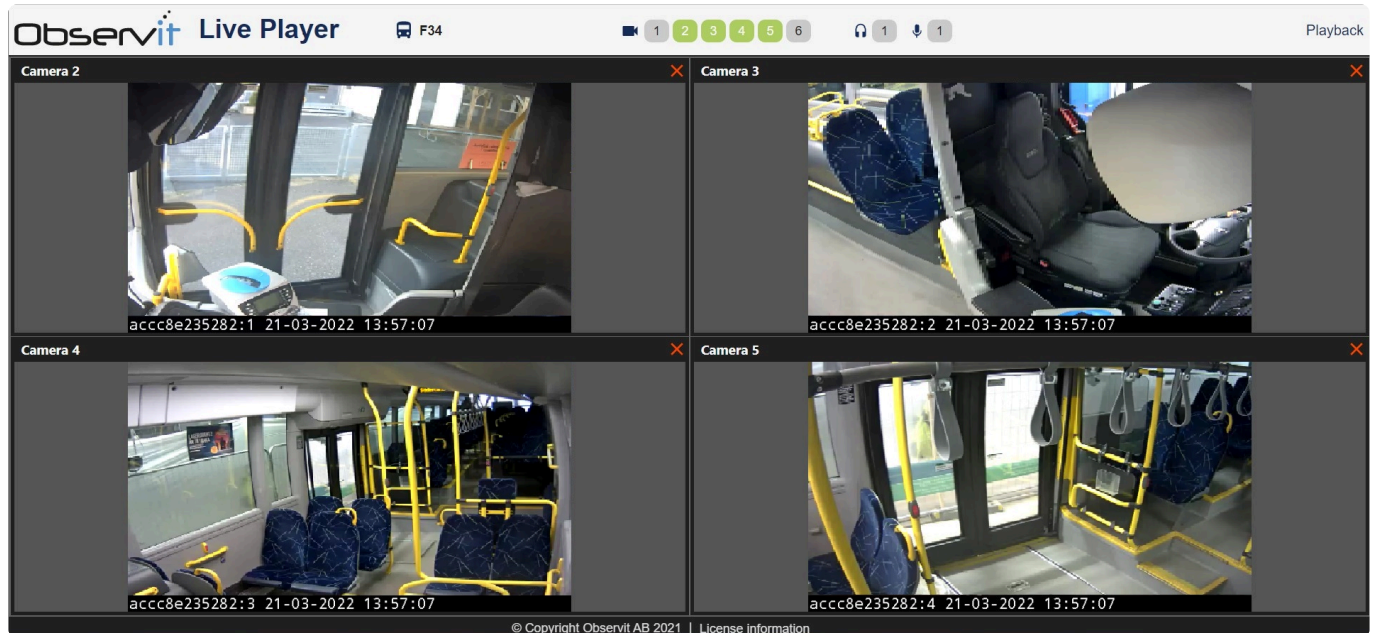 Observit Live Player F34 1 2 3 4 5 6 1 1 Playback
Camera 2
Camera 3
accc8e235282:1 21-03-2022 13:57:07
accc8e235282:2 21-03-2022 13:57:07
Camera 4
Camera 5
accc8e235282:3 21-03-2022 13:57:07
accc8e235282:4 21-03-2022 13:57:07
© Copyright Observit AB 2021 | License information